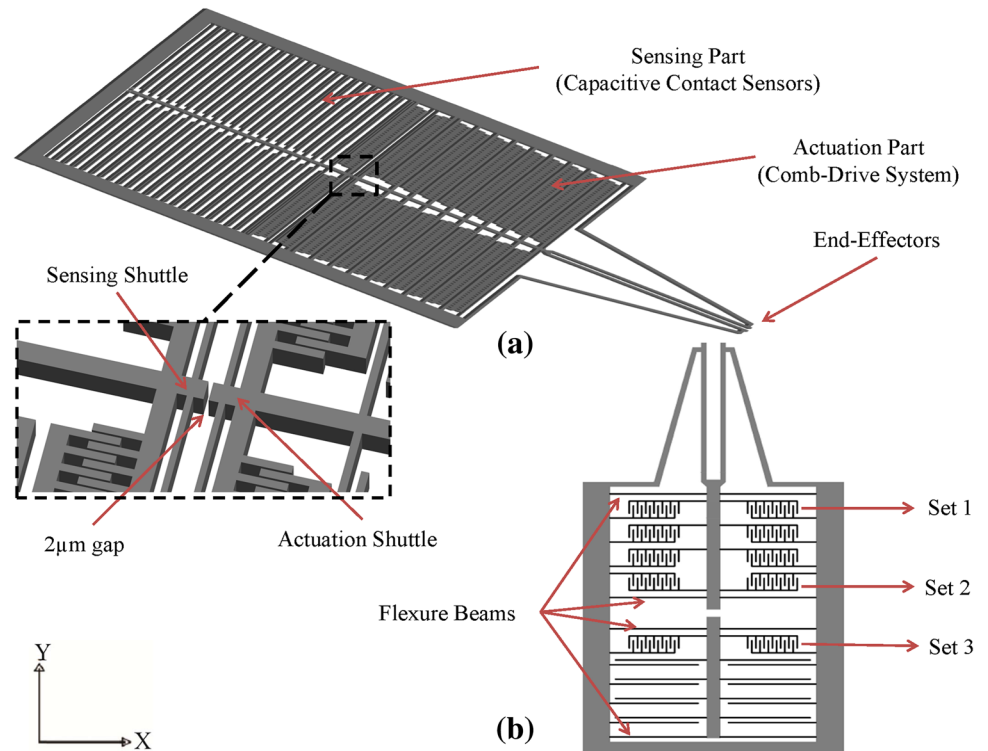 Sensing Part
(Capacitive Contact Sensors)
Actuation Part
(Comb-Drive System)
End-Effectors
Sensing Shuttle
(a)
2µm gap
Actuation Shuttle
Set 1
Set 2
Flexure Beams
Set 3
Y
X
(b)